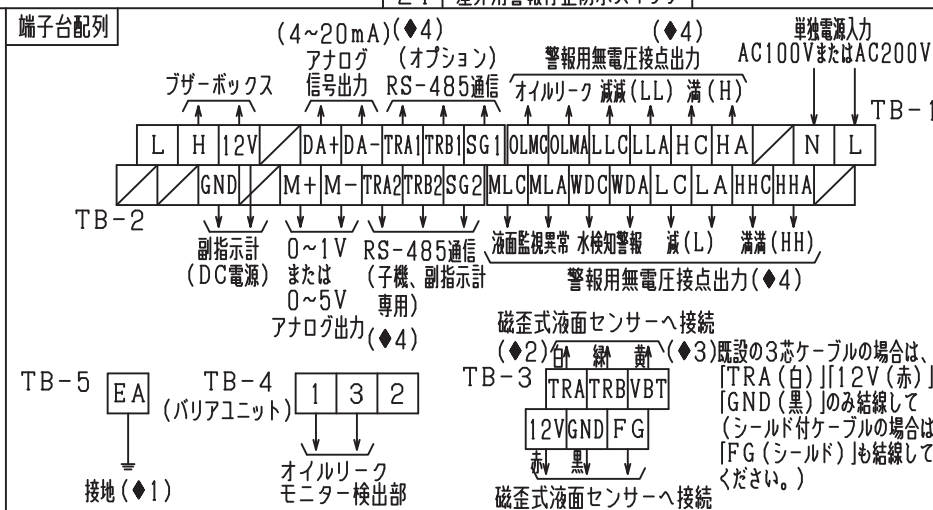 端子台配列
(4~20mA)(◆4)
アナログ
信号出力
(オプション)
RS-485通信
(◆4)
警報用無電圧接点出力
オイルリーク 減減(LL) 満(H)
単独電源入力
AC100VまたはAC200V
ブザーボックス
TB-1
L H 12V DA+ DA- TRA1 TRB1 SG1 OLMC OLMA LLC LLA HC HA N L
GND M+ M- TRA2 TRB2 SG2 MLC MLA WDC WDA LC LA HHC HHA
TB-2
副指示計
(DC電源)
0~1V
または
0~5V
アナログ出力
(◆4)
RS-485通信
(子機、副指示計
専用)
液面監視異常 水検知警報 減(L) 満満(HH)
警報用無電圧接点出力(◆4)
TB-5
EA
接地(◆1)
TB-4
(バリアユニット)
1 3 2
オイルリーク
モニター検出部
磁歪式液面センサーへ接続
(◆2)白 緑 黄(◆3)
TB-3
TRA TRB VBT
12V GND FG
赤 黒
磁歪式液面センサーへ接続
既設の3芯ケーブルの場合は、
「TRA(白)」「12V(赤)」
「GND(黒)」のみ結線して
(シールド付ケーブルの場合は
「FG(シールド)」も結線して
ください。)